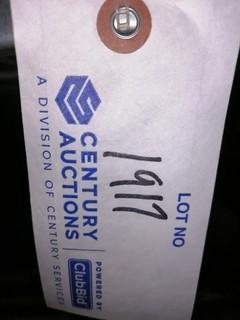 LOT NO
1917
CENTURY
AUCTIONS
A DIVISION OF CENTURY SERVICES
POWERED BY
ClubBid